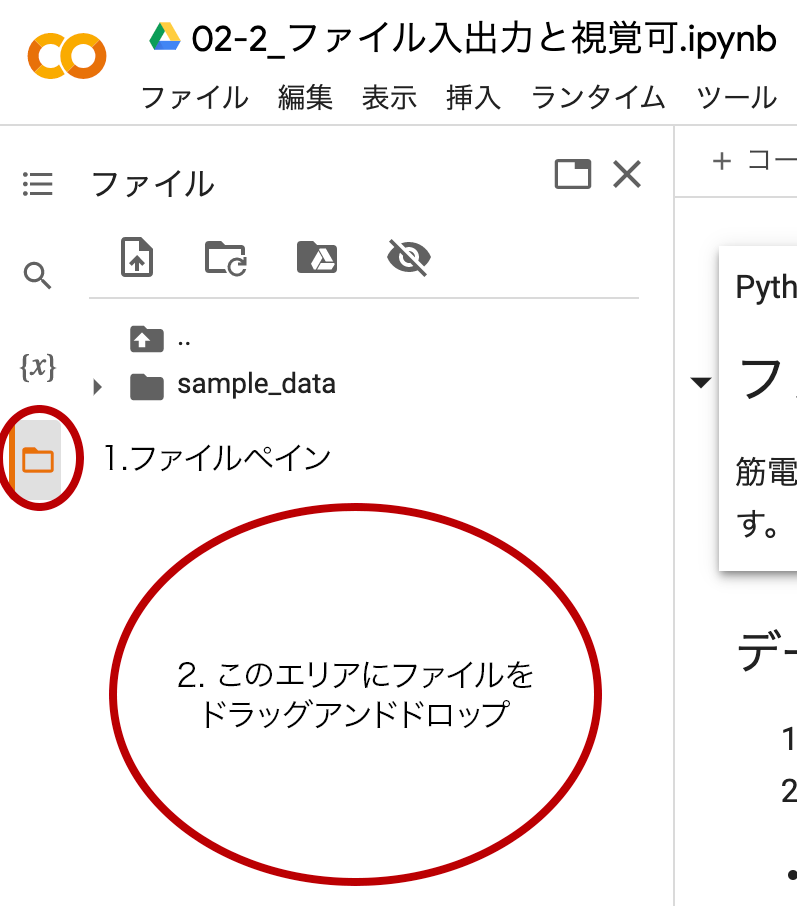 02-2_ファイル入出力と視覚可.ipynb
ファイル 編集 表示 挿入 ランタイム ツール
ファイル
+ コー
..
sample_data
{x}
1.ファイルペイン
2. このエリアにファイルを
ドラッグアンドドロップ
Pyth
フ
筋電
す。
デー
1
2